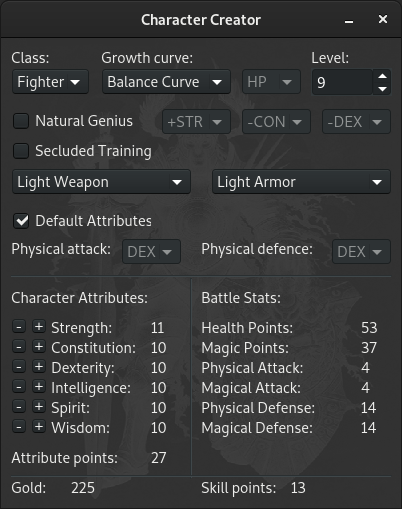 Character Creator
Class: Growth curve: Level:
Fighter Balance Curve HP 9
Natural Genius +STR -CON -DEX
Secluded Training
Light Weapon Light Armor
Default Attributes
Physical attack: DEX Physical defence: DEX
Character Attributes: Battle Stats:
- + Strength: 11 Health Points: 53
- + Constitution: 10 Magic Points: 37
- + Dexterity: 10 Physical Attack: 4
- + Intelligence: 10 Magical Attack: 4
- + Spirit: 10 Physical Defense: 14
- + Wisdom: 10 Magical Defense: 14
Attribute points: 27
Gold: 225 Skill points: 13